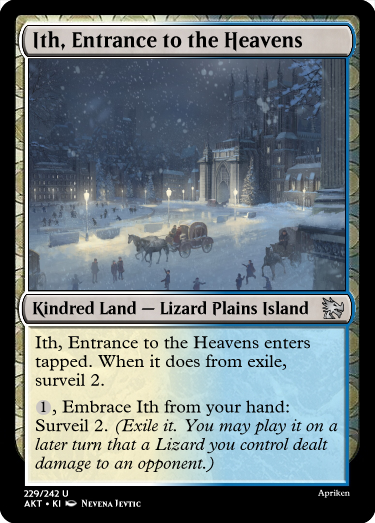 Ith, Entrance to the Heavens
Kindred Land — Lizard Plains Island
Ith, Entrance to the Heavens enters
tapped. When it does from exile,
surveil 2.
1, Embrace Ith from your hand:
Surveil 2. (Exile it. You may play it on a
later turn that a Lizard you control dealt
damage to an opponent.)
229/242 U
Apriken
AKT • KI Nevena Jevtic